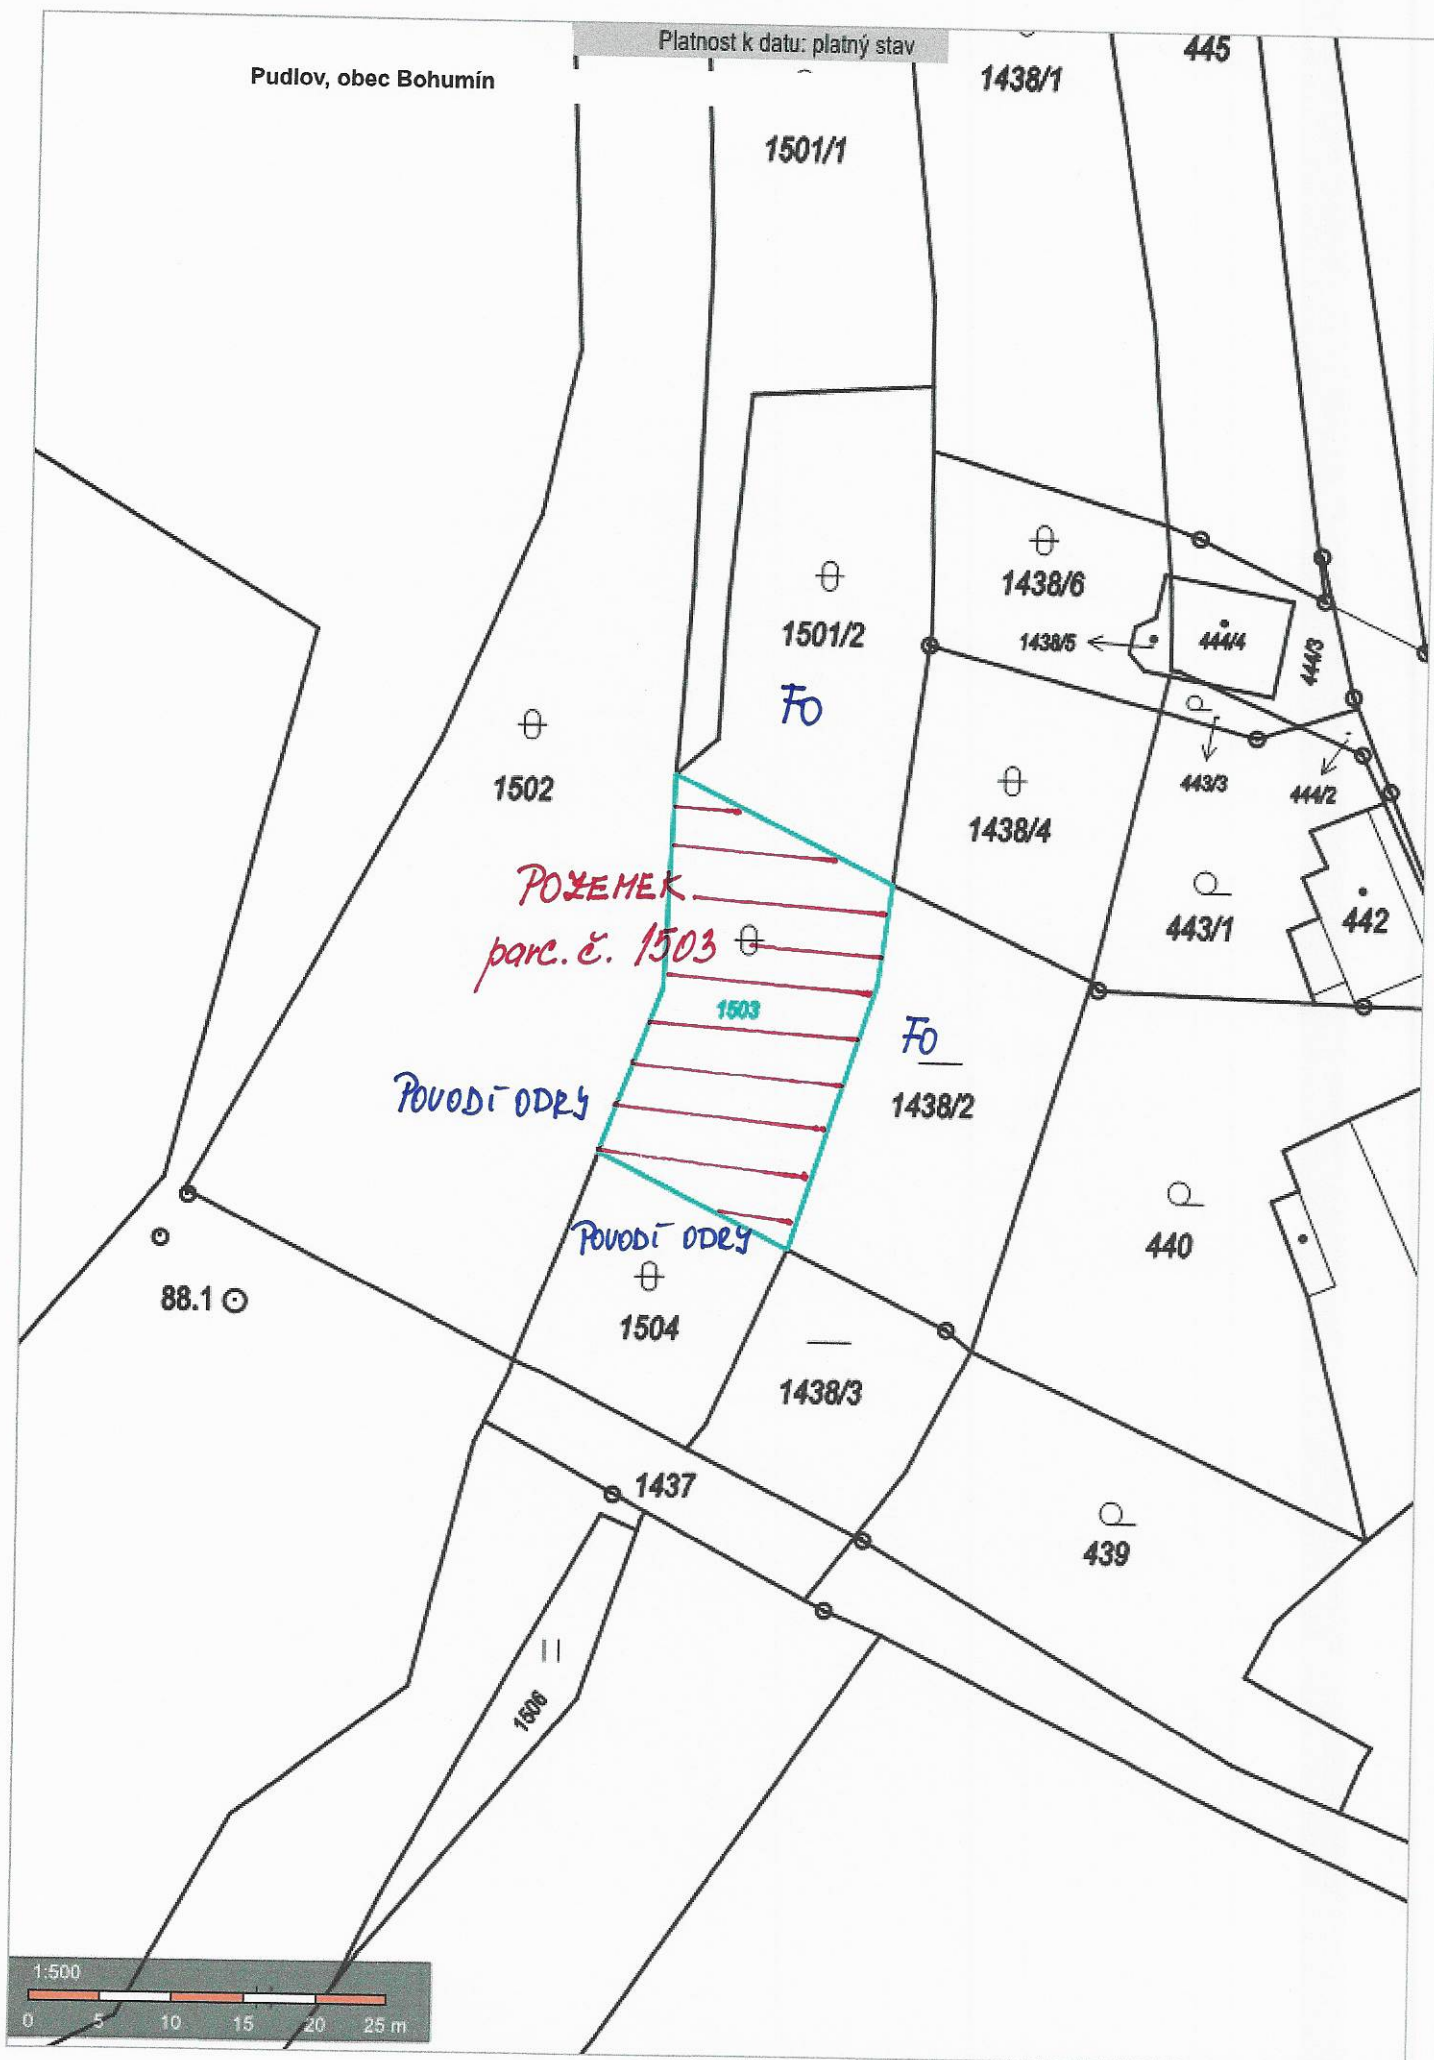 Platnost k datu: platný stav
Pudlov, obec Bohumín
445
1438/1
1501/1
1438/6
1501/2
1438/5
444/4
444/3
FO
1502
443/3
444/2
1438/4
POZEMEK
443/1
442
parc. č. 1503
1503
FO
POVODÍ ODRY
1438/2
POVODÍ ODRY
440
88.1
1504
1438/3
1437
439
1506
1:500
0 5 10 15 20 25 m